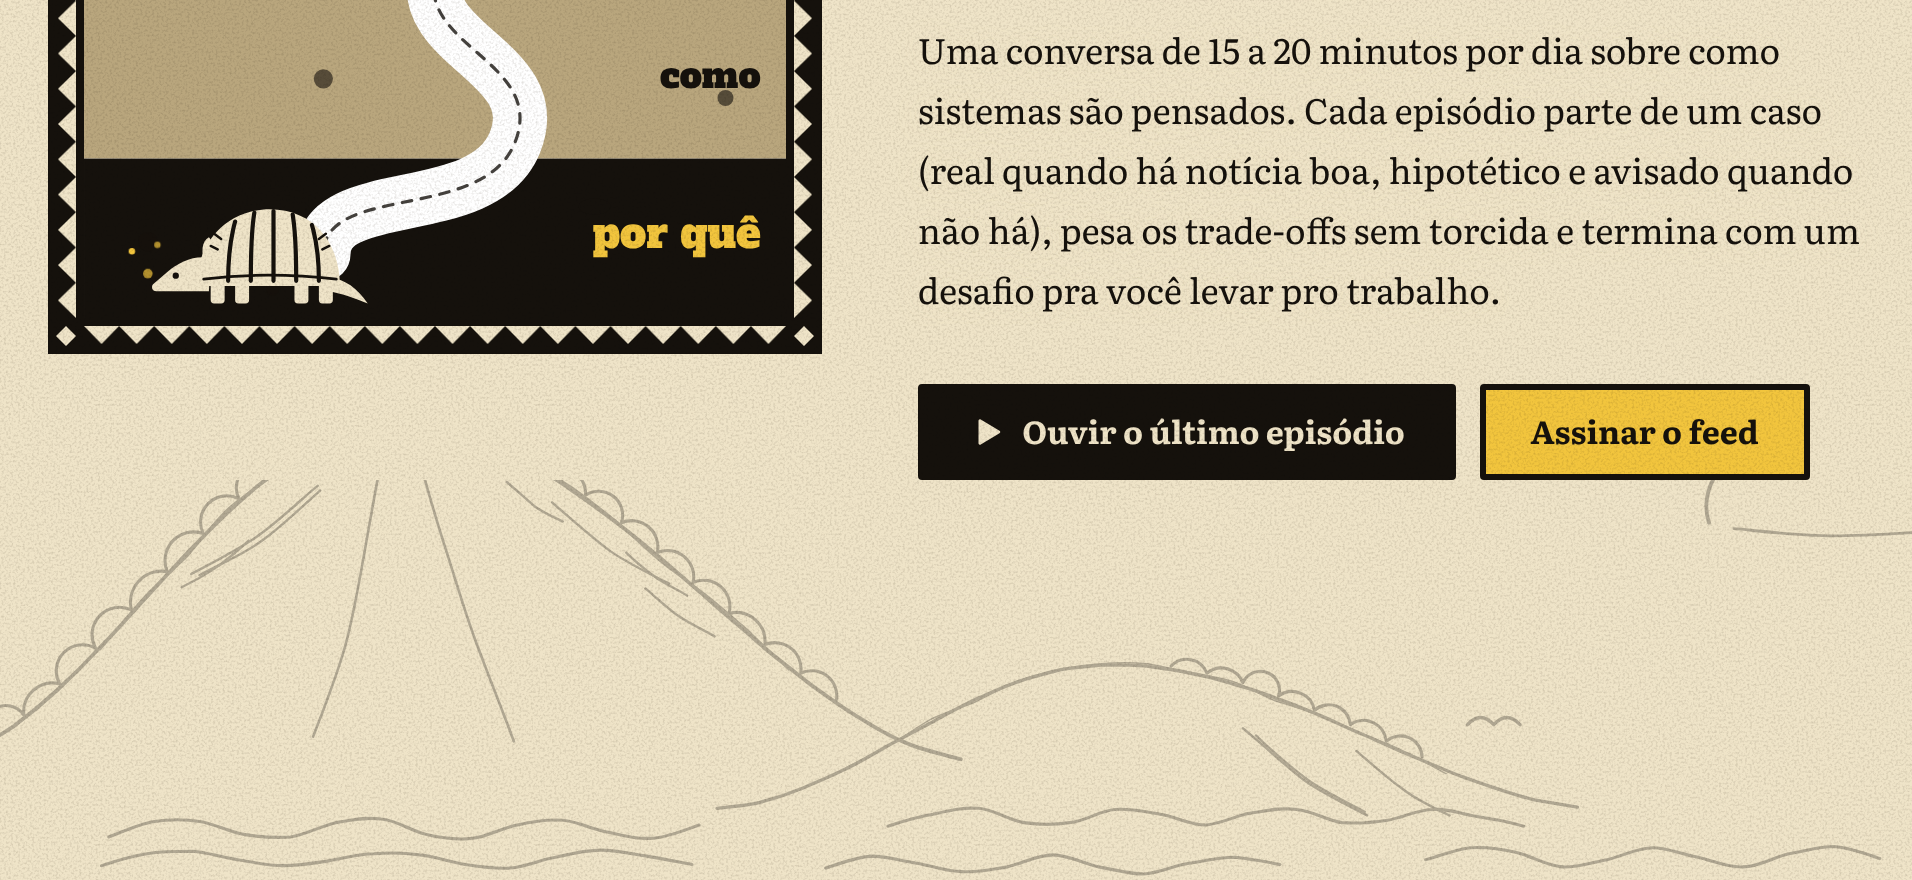 como
por quê
Uma conversa de 15 a 20 minutos por dia sobre como
sistemas são pensados. Cada episódio parte de um caso
(real quando há notícia boa, hipotético e avisado quando
não há), pesa os trade-offs sem torcida e termina com um
desafio pra você levar pro trabalho.
Ouvir o último episódio
Assinar o feed